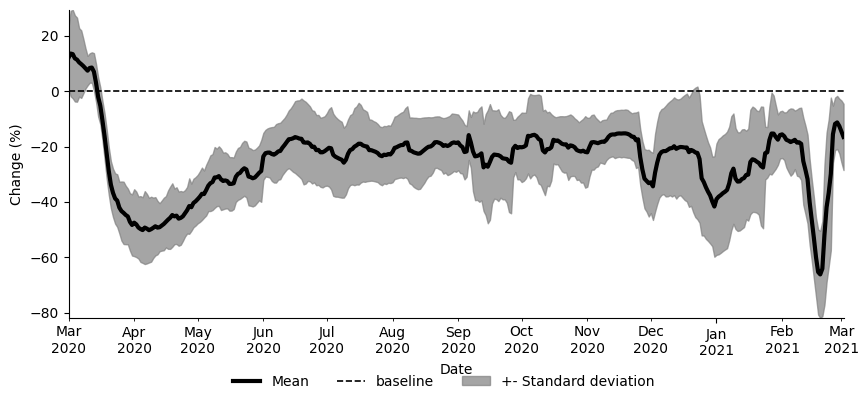 Change (%)
20
0
−20
−40
−60
−80
Mar Apr May Jun Jul Aug Sep Oct Nov Dec Jan Feb Mar
2020 2020 2020 2020 2020 2020 2020 2020 2020 2020 2021 2021 2021
Date
Mean baseline +- Standard deviation